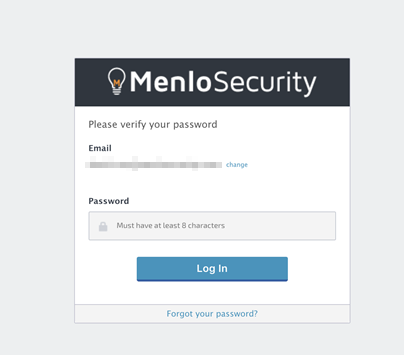 MenloSecurity
Please verify your password
Email
change
Password
Must have at least 8 characters
Log In
Forgot your password?